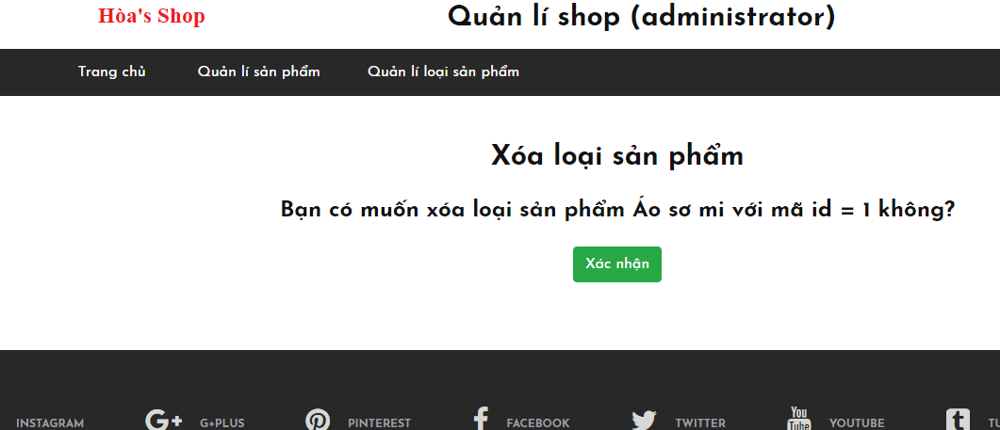 Hòa's Shop
Quản lí shop (administrator)
Trang chủ
Quản lí sản phẩm
Quản lí loại sản phẩm
Xóa loại sản phẩm
Bạn có muốn xóa loại sản phẩm Áo sơ mi với mã id = 1 không?
Xác nhận
INSTAGRAM
G+
G+PLUS
PINTEREST
FACEBOOK
TWITTER
You
Tube
YOUTUBE